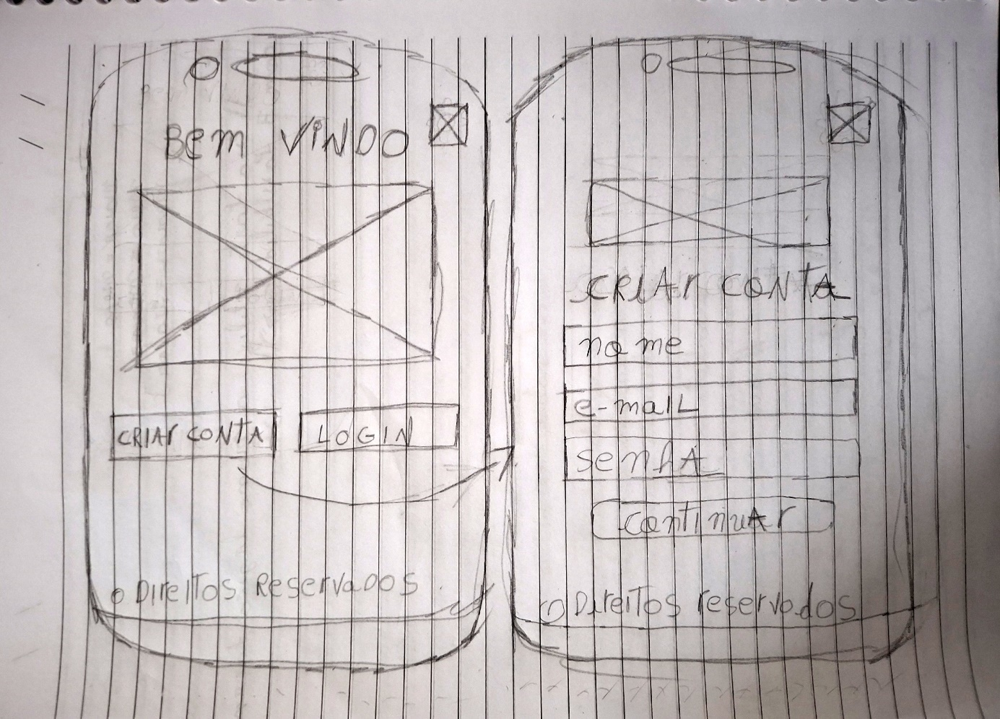 BEM VINDO
CRIAr CONTA
LOGIN
DIreITOS ReservADOS
CRIAr CONTA
nome
e-maIL
senhA
continuAr
DIreITOS reservados